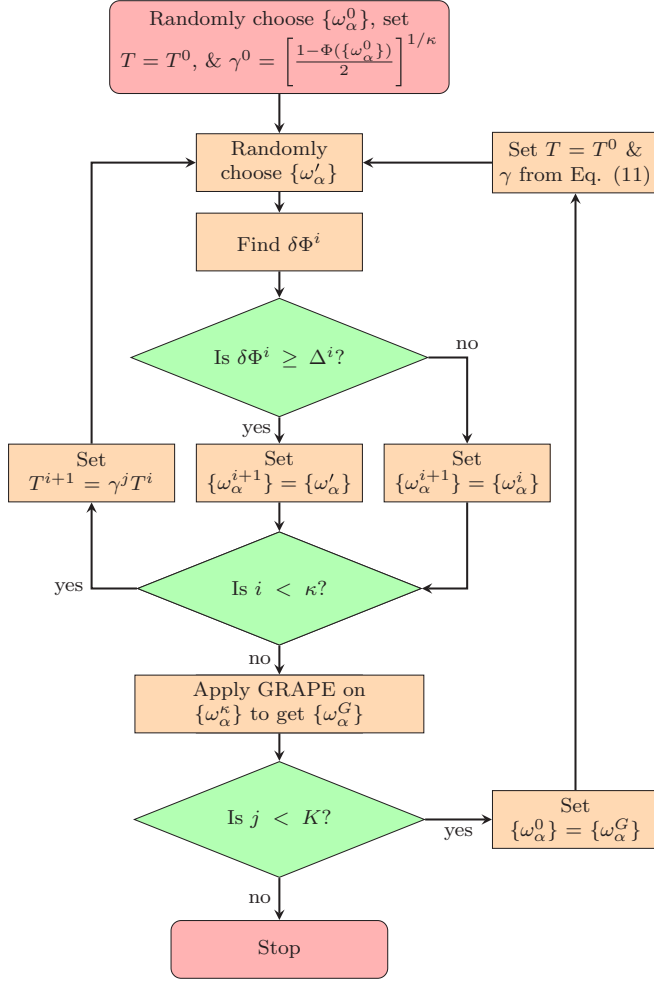 Randomly choose {ω_α^0}, set
T = T^0, & γ^0 = [(1−Φ({ω_α^0}))/2]^{1/κ}
Randomly
choose {ω′_α}
Set T = T^0 &
γ from Eq. (11)
Find δΦ^i
Is δΦ^i ≥ Δ^i?
no
yes
Set
T^{i+1} = γ^j T^i
Set
{ω_α^{i+1}} = {ω′_α}
Set
{ω_α^{i+1}} = {ω_α^i}
Is i < κ?
yes
no
Apply GRAPE on
{ω_α^κ} to get {ω_α^G}
Is j < K?
yes
Set
{ω_α^0} = {ω_α^G}
no
Stop